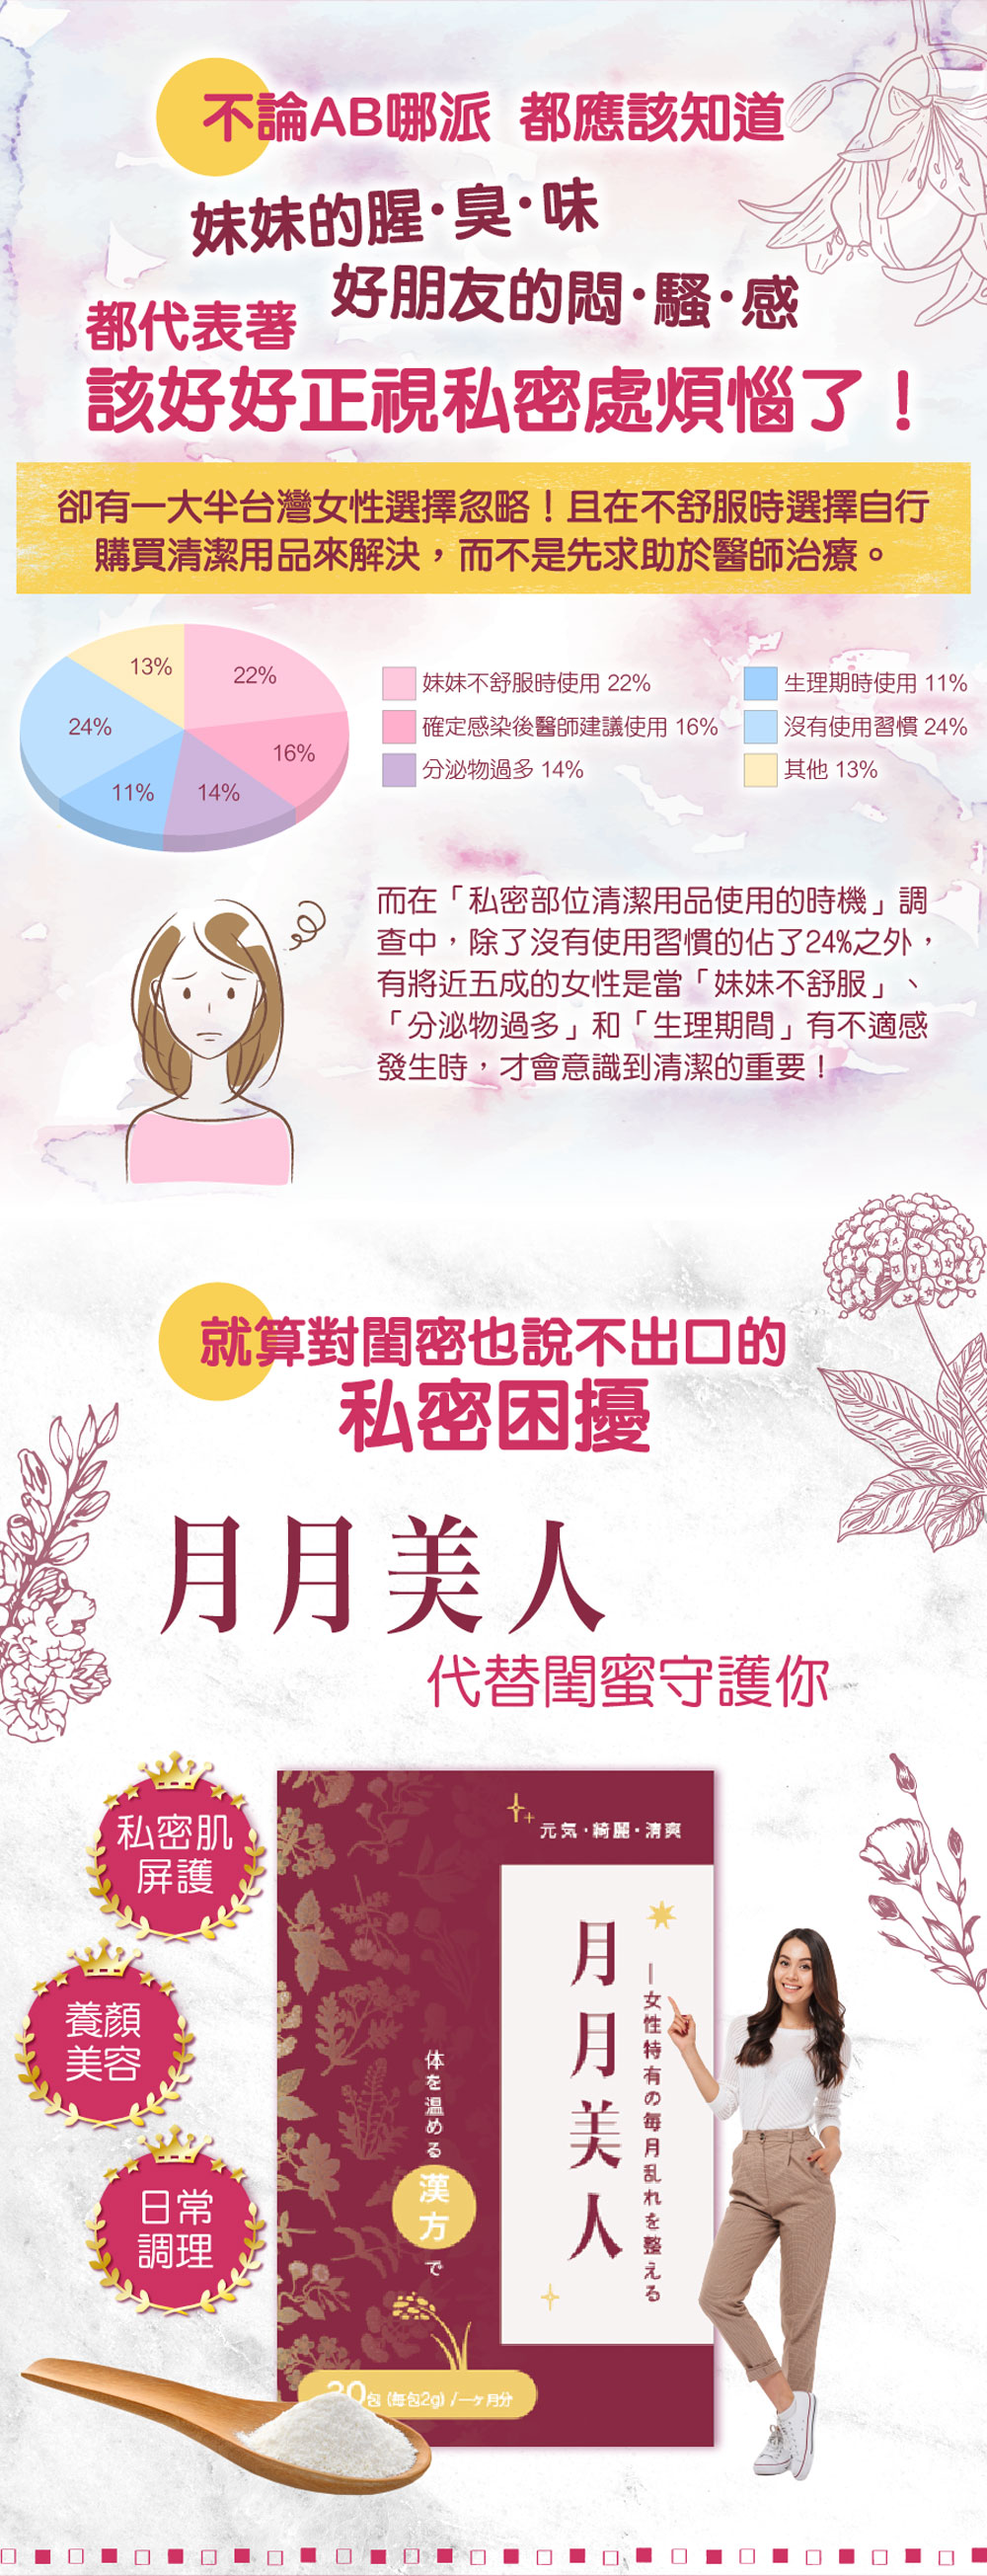 不論AB哪派 都應該知道
妹妹的腥·臭·味
好朋友的悶·騷·感
都代表著
該好好正視私密處煩惱了！
卻有一大半台灣女性選擇忽略！且在不舒服時選擇自行
購買清潔用品來解決，而不是先求助於醫師治療。
13%
22%
24%
16%
11%
14%
妹妹不舒服時使用 22%
生理期時使用 11%
確定感染後醫師建議使用 16%
沒有使用習慣 24%
分泌物過多 14%
其他 13%
而在「私密部位清潔用品使用的時機」調
查中，除了沒有使用習慣的佔了24%之外，
有將近五成的女性是當「妹妹不舒服」、
「分泌物過多」和「生理期間」有不適感
發生時，才會意識到清潔的重要！
就算對閨密也說不出口的
私密困擾
月月美人
代替閨蜜守護你
私密肌
屏護
養顏
美容
日常
調理
元気·綺麗·清爽
月月美人
—女性特有の毎月乱れを整える
体を温める漢方で
30包 (每包2g) /一ヶ月分